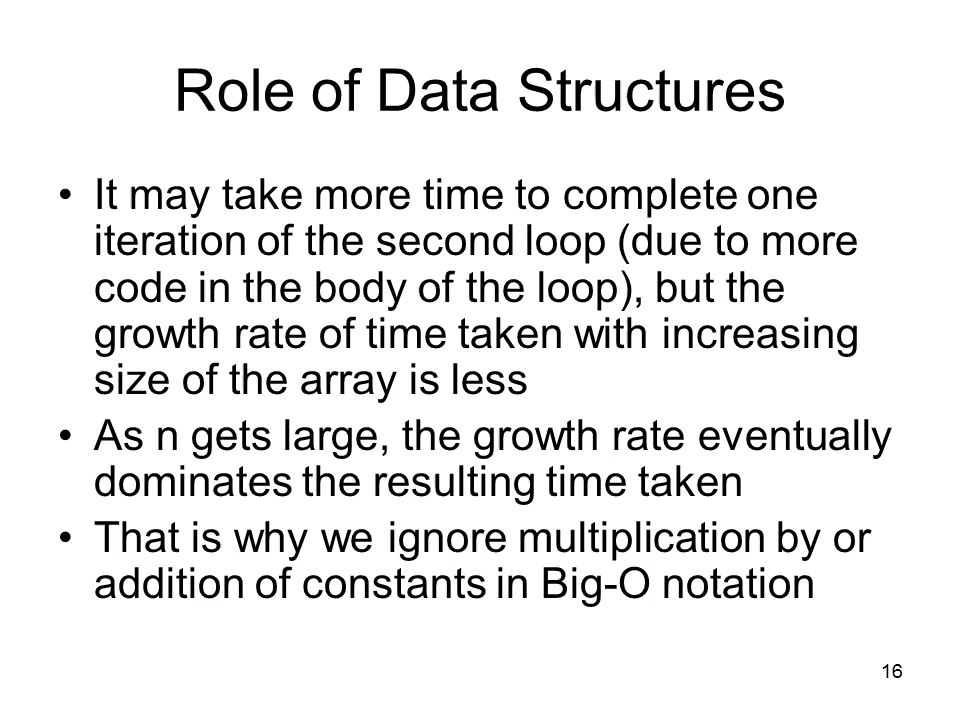 Role of Data Structures
• It may take more time to complete one
iteration of the second loop (due to more
code in the body of the loop), but the
growth rate of time taken with increasing
size of the array is less
• As n gets large, the growth rate eventually
dominates the resulting time taken
• That is why we ignore multiplication by or
addition of constants in Big-O notation
16